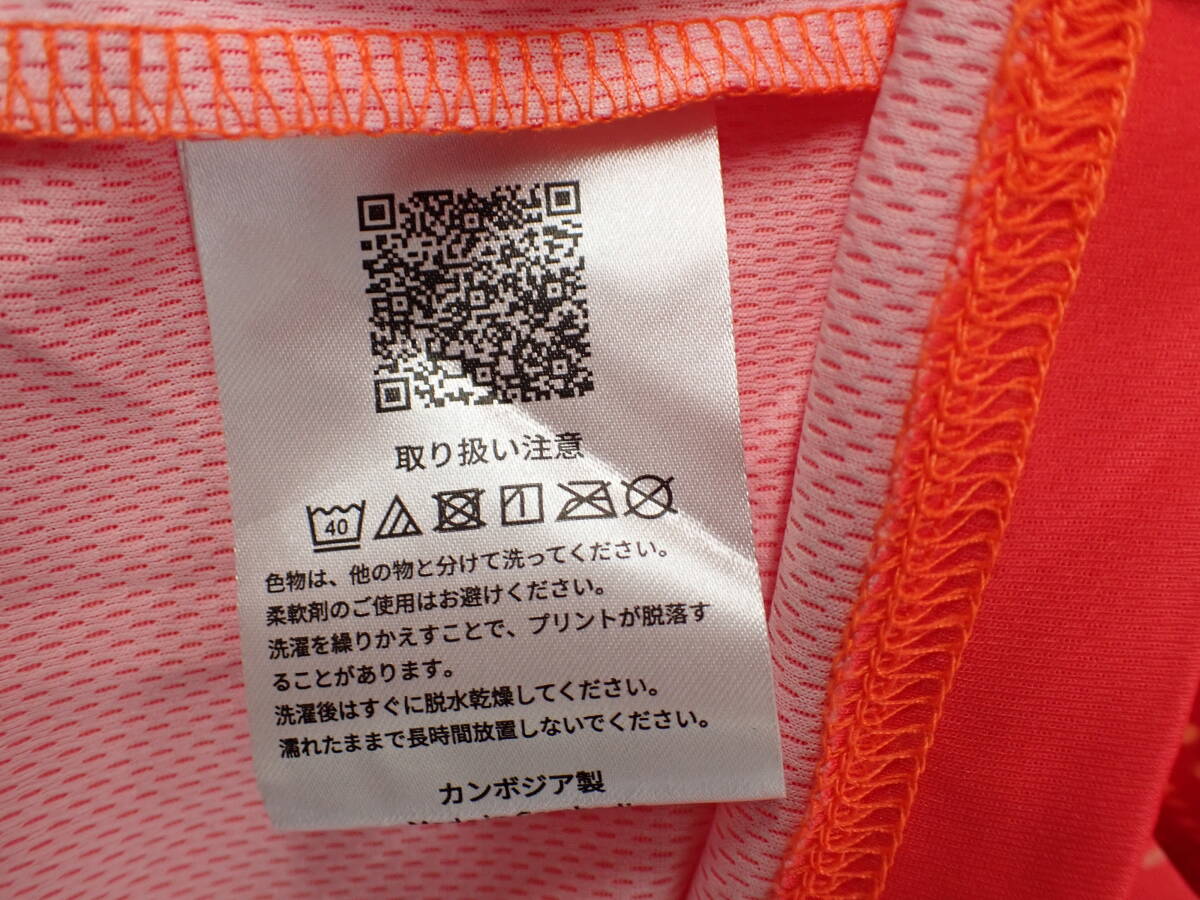 取り扱い注意
40
色物は、他の物と分けて洗ってください。
柔軟剤のご使用はお避けください。
洗濯を繰りかえすことで、プリントが脱落す
ることがあります。
洗濯後はすぐに脱水乾燥してください。
濡れたままで長時間放置しないでください。
カンボジア製